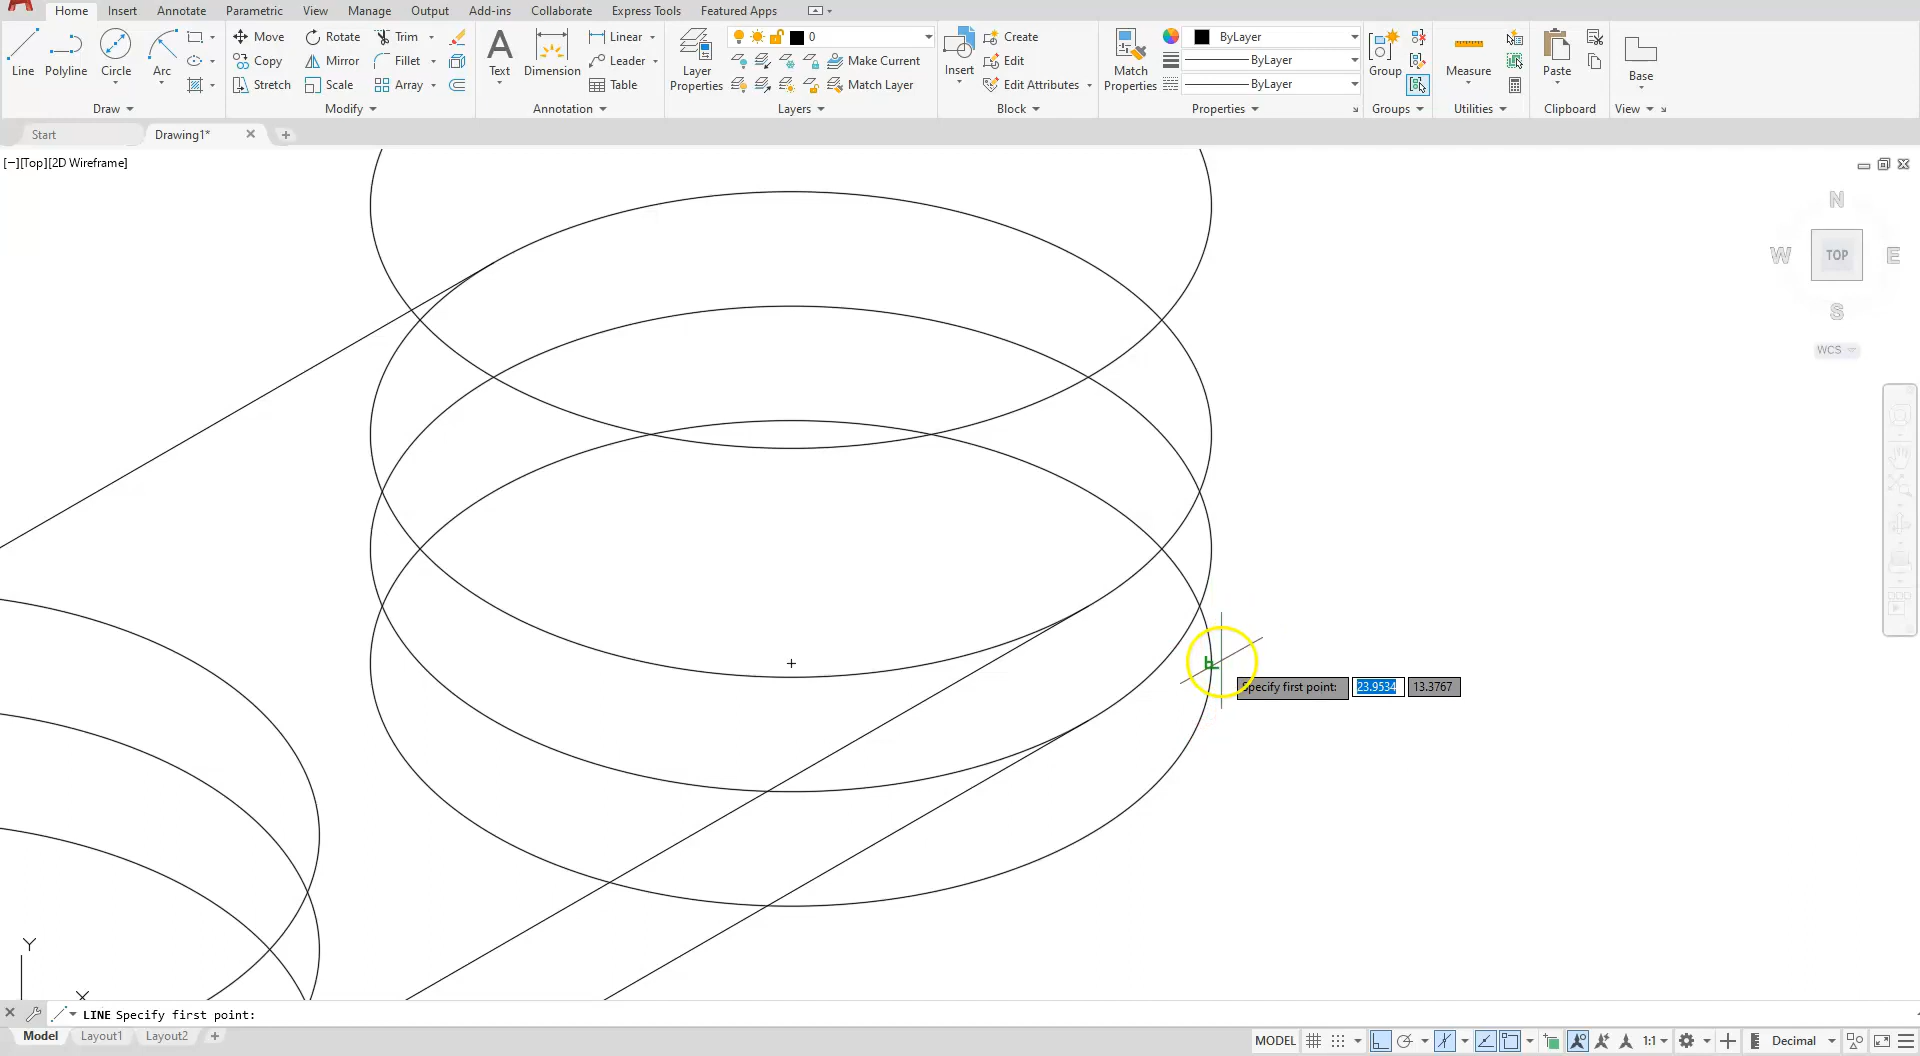 Home Insert Annotate Parametric View Manage Output Add-ins Collaborate Express Tools Featured Apps
Move Rotate Trim Linear 0 Create ByLayer
Line Polyline Circle Arc Copy Mirror Fillet Text Dimension Leader Layer Properties Make Current Insert Edit Match Properties ByLayer Group Measure Paste Base
Stretch Scale Array Table Match Layer Edit Attributes ByLayer
Draw Modify Annotation Layers Block Properties Groups Utilities Clipboard View
Start Drawing1*
[−][Top][2D Wireframe]
N
W TOP E
S
WCS
Specify first point: 23.9534 13.3767
Y
X
LINE Specify first point:
Model Layout1 Layout2 MODEL 1:1 Decimal